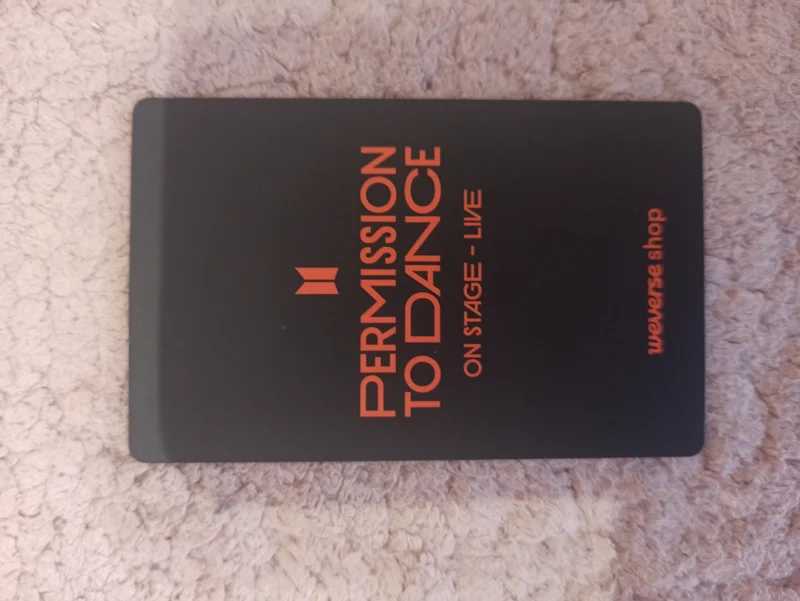 PERMISSION
TO DANCE
ON STAGE - LIVE
weverse shop